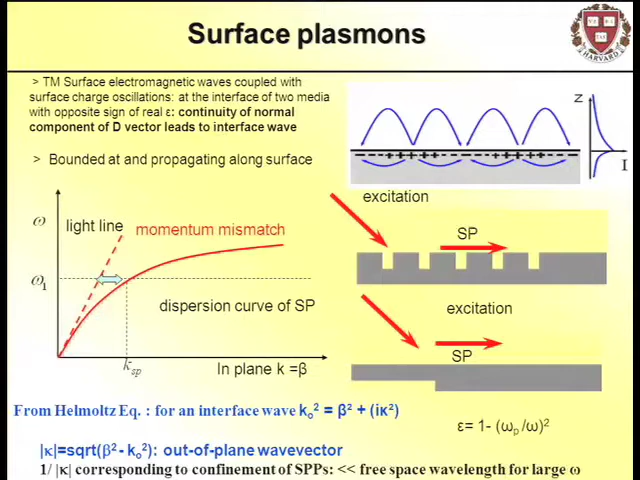 Surface plasmons
HARVARD
> TM Surface electromagnetic waves coupled with
surface charge oscillations: at the interface of two media
with opposite sign of real ε: continuity of normal
component of D vector leads to interface wave
> Bounded at and propagating along surface
Z
I
ω
light line
momentum mismatch
ω₁
dispersion curve of SP
k_sp
In plane k =β
excitation
SP
excitation
SP
From Helmoltz Eq. : for an interface wave k₀² = β² + (iκ²)
ε= 1- (ωₚ/ω)²
|κ|=sqrt(β² - k₀²): out-of-plane wavevector
1/ |κ| corresponding to confinement of SPPs: << free space wavelength for large ω